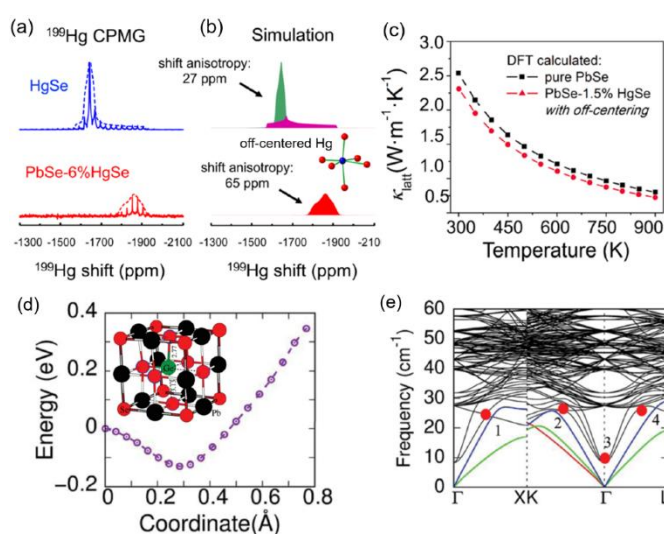 (a)
¹⁹⁹Hg CPMG
HgSe
PbSe-6%HgSe
-1300 -1500 -1700 -1900 -2100
¹⁹⁹Hg shift (ppm)
(b)
Simulation
shift anisotropy:
27 ppm
off-centered Hg
shift anisotropy:
65 ppm
-1300 -1500 -1700 -1900 -2100
¹⁹⁹Hg shift (ppm)
(c)
κlatt(W·m⁻¹·K⁻¹)
3.0
2.5
2.0
1.5
1.0
0.5
DFT calculated:
pure PbSe
PbSe-1.5% HgSe
with off-centering
300 450 600 750 900
Temperature (K)
(d)
Energy (eV)
0.4
0.2
0
-0.2
Se
Pb
0 0.2 0.4 0.6 0.8
Coordinate(Å)
(e)
Frequency (cm⁻¹)
60
50
40
30
20
10
0
1
2
3
4
Γ XK Γ L